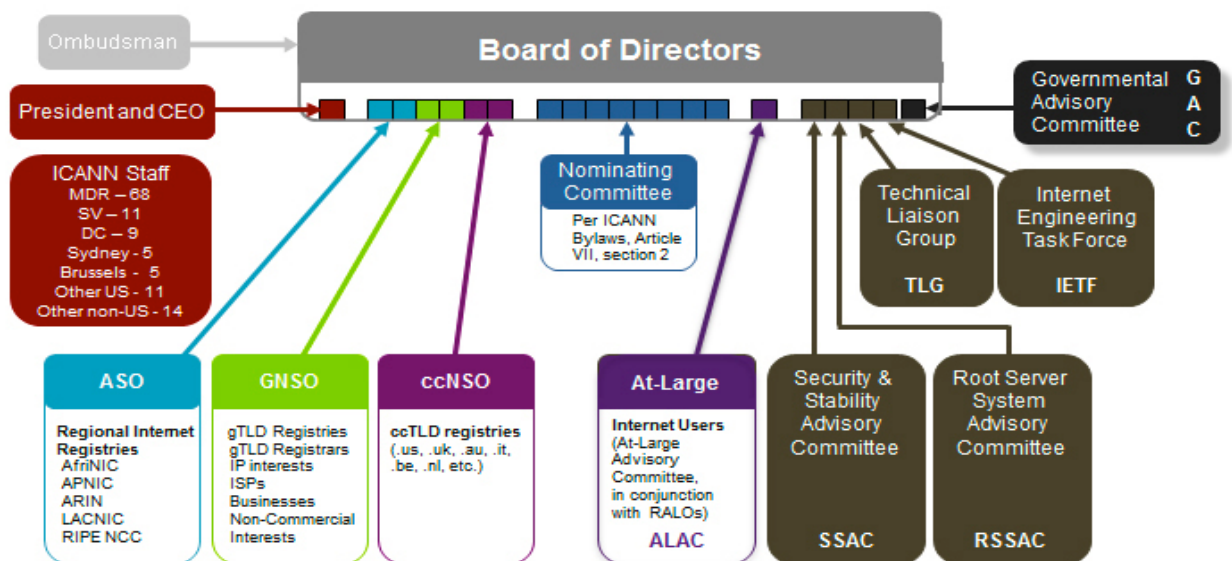 Ombudsman
Board of Directors
President and CEO
Governmental G
Advisory A
Committee C
ICANN Staff
MDR – 68
SV – 11
DC – 9
Sydney - 5
Brussels - 5
Other US - 11
Other non-US - 14
Nominating
Committee
Per ICANN
Bylaws, Article
VII, section 2
Technical
Liaison
Group
TLG
Internet
Engineering
Task Force
IETF
ASO
Regional Internet
Registries
AfriNIC
APNIC
ARIN
LACNIC
RIPE NCC
GNSO
gTLD Registries
gTLD Registrars
IP interests
ISPs
Businesses
Non-Commercial
Interests
ccNSO
ccTLD registries
(.us, .uk, .au, .it,
.be, .nl, etc.)
At-Large
Internet Users
(At-Large
Advisory
Committee,
in conjunction
with RALOs)
ALAC
Security &
Stability
Advisory
Committee
SSAC
Root Server
System
Advisory
Committee
RSSAC